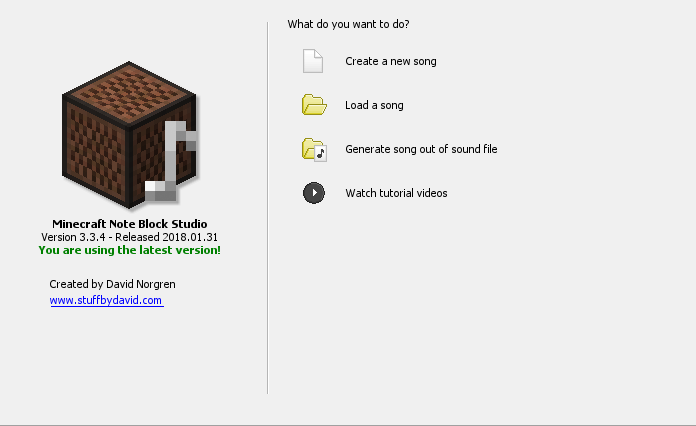 What do you want to do?
Create a new song
Load a song
Generate song out of sound file
Watch tutorial videos
Minecraft Note Block Studio
Version 3.3.4 - Released 2018.01.31
You are using the latest version!
Created by David Norgren
www.stuffbydavid.com